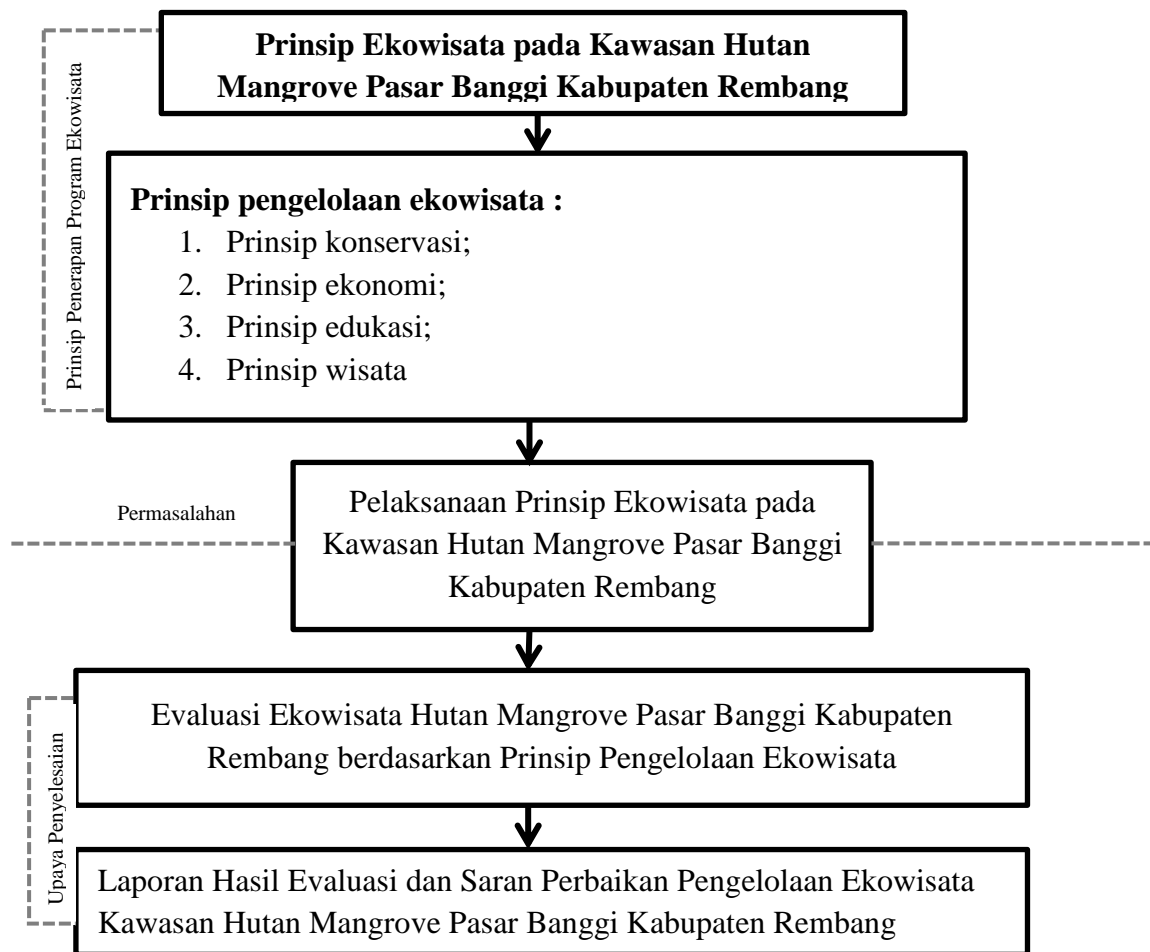 Prinsip Ekowisata pada Kawasan Hutan
Mangrove Pasar Banggi Kabupaten Rembang
Prinsip Penerapan Program Ekowisata
Prinsip pengelolaan ekowisata :
1. Prinsip konservasi;
2. Prinsip ekonomi;
3. Prinsip edukasi;
4. Prinsip wisata
Permasalahan
Pelaksanaan Prinsip Ekowisata pada
Kawasan Hutan Mangrove Pasar Banggi
Kabupaten Rembang
Upaya Penyelesaian
Evaluasi Ekowisata Hutan Mangrove Pasar Banggi Kabupaten
Rembang berdasarkan Prinsip Pengelolaan Ekowisata
Laporan Hasil Evaluasi dan Saran Perbaikan Pengelolaan Ekowisata
Kawasan Hutan Mangrove Pasar Banggi Kabupaten Rembang